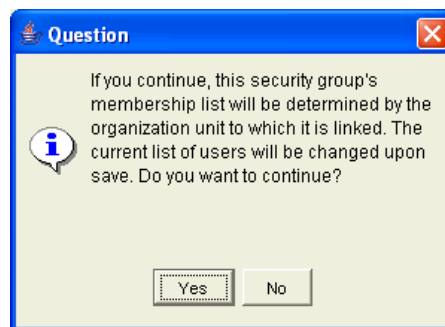 Question
If you continue, this security group's
membership list will be determined by the
organization unit to which it is linked. The
current list of users will be changed upon
save. Do you want to continue?
Yes No